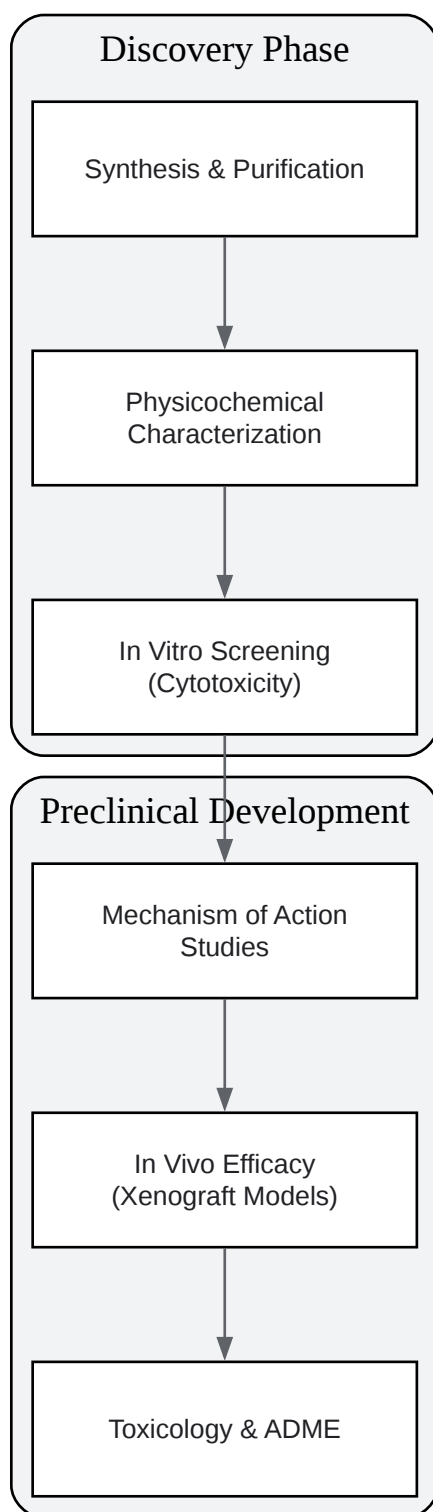 Discovery Phase
Synthesis & Purification
Physicochemical
Characterization
In Vitro Screening
(Cytotoxicity)
Preclinical Development
Mechanism of Action
Studies
In Vivo Efficacy
(Xenograft Models)
Toxicology & ADME